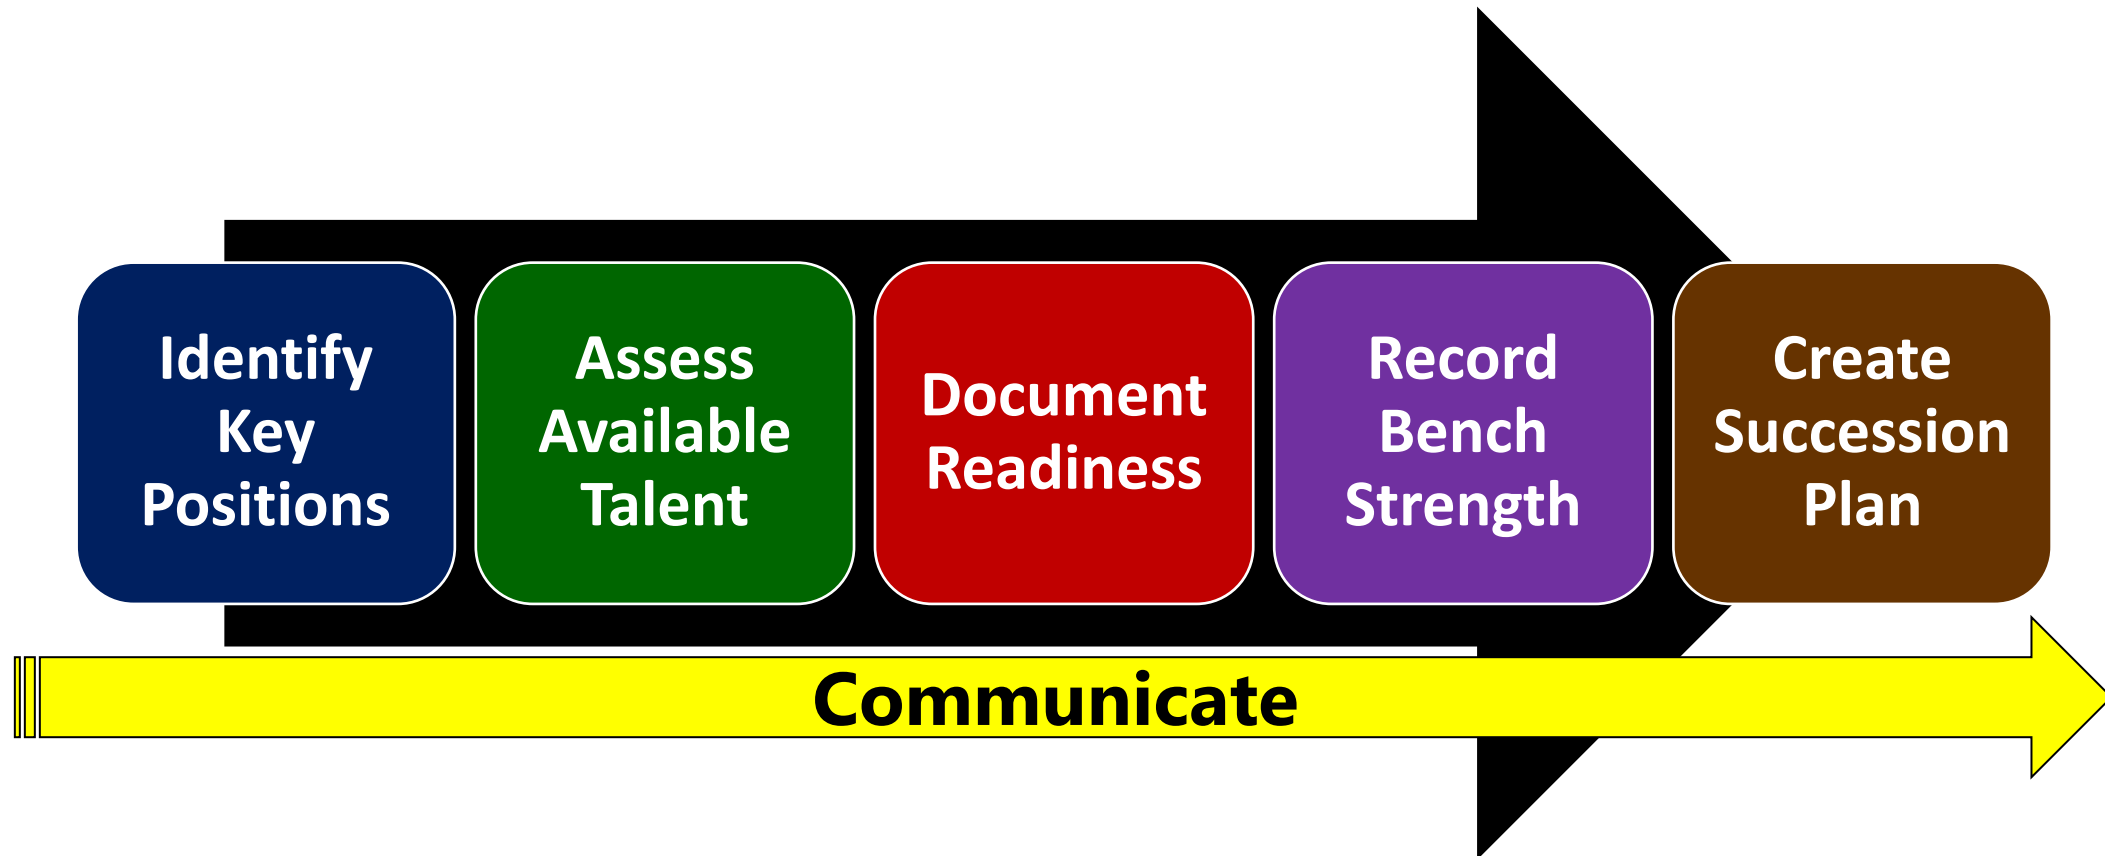 Identify
Key
Positions
Assess
Available
Talent
Document
Readiness
Record
Bench
Strength
Create
Succession
Plan
Communicate